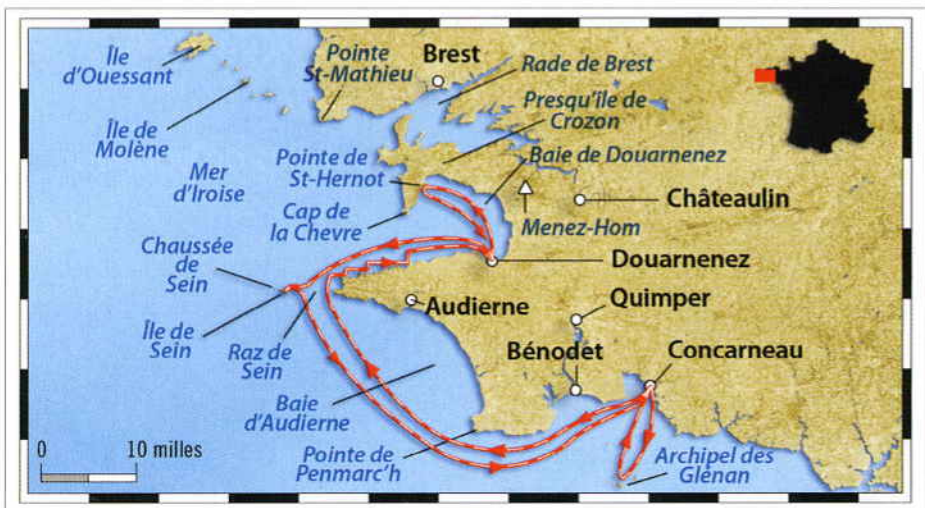 Île
d'Ouessant
Pointe
St-Mathieu
Brest
Rade de Brest
Presqu'île de
Crozon
Île de
Molène
Pointe de
St-Hernot
Baie de Douarnenez
Mer
d'Iroise
Châteaulin
Cap de
la Chevre
Menez-Hom
Chaussée
de
Sein
Douarnenez
Audierne
Quimper
Île de
Sein
Raz de
Sein
Bénodet
Concarneau
Baie
d'Audierne
0 10 milles
Pointe de
Penmarc'h
Archipel des
Glénan